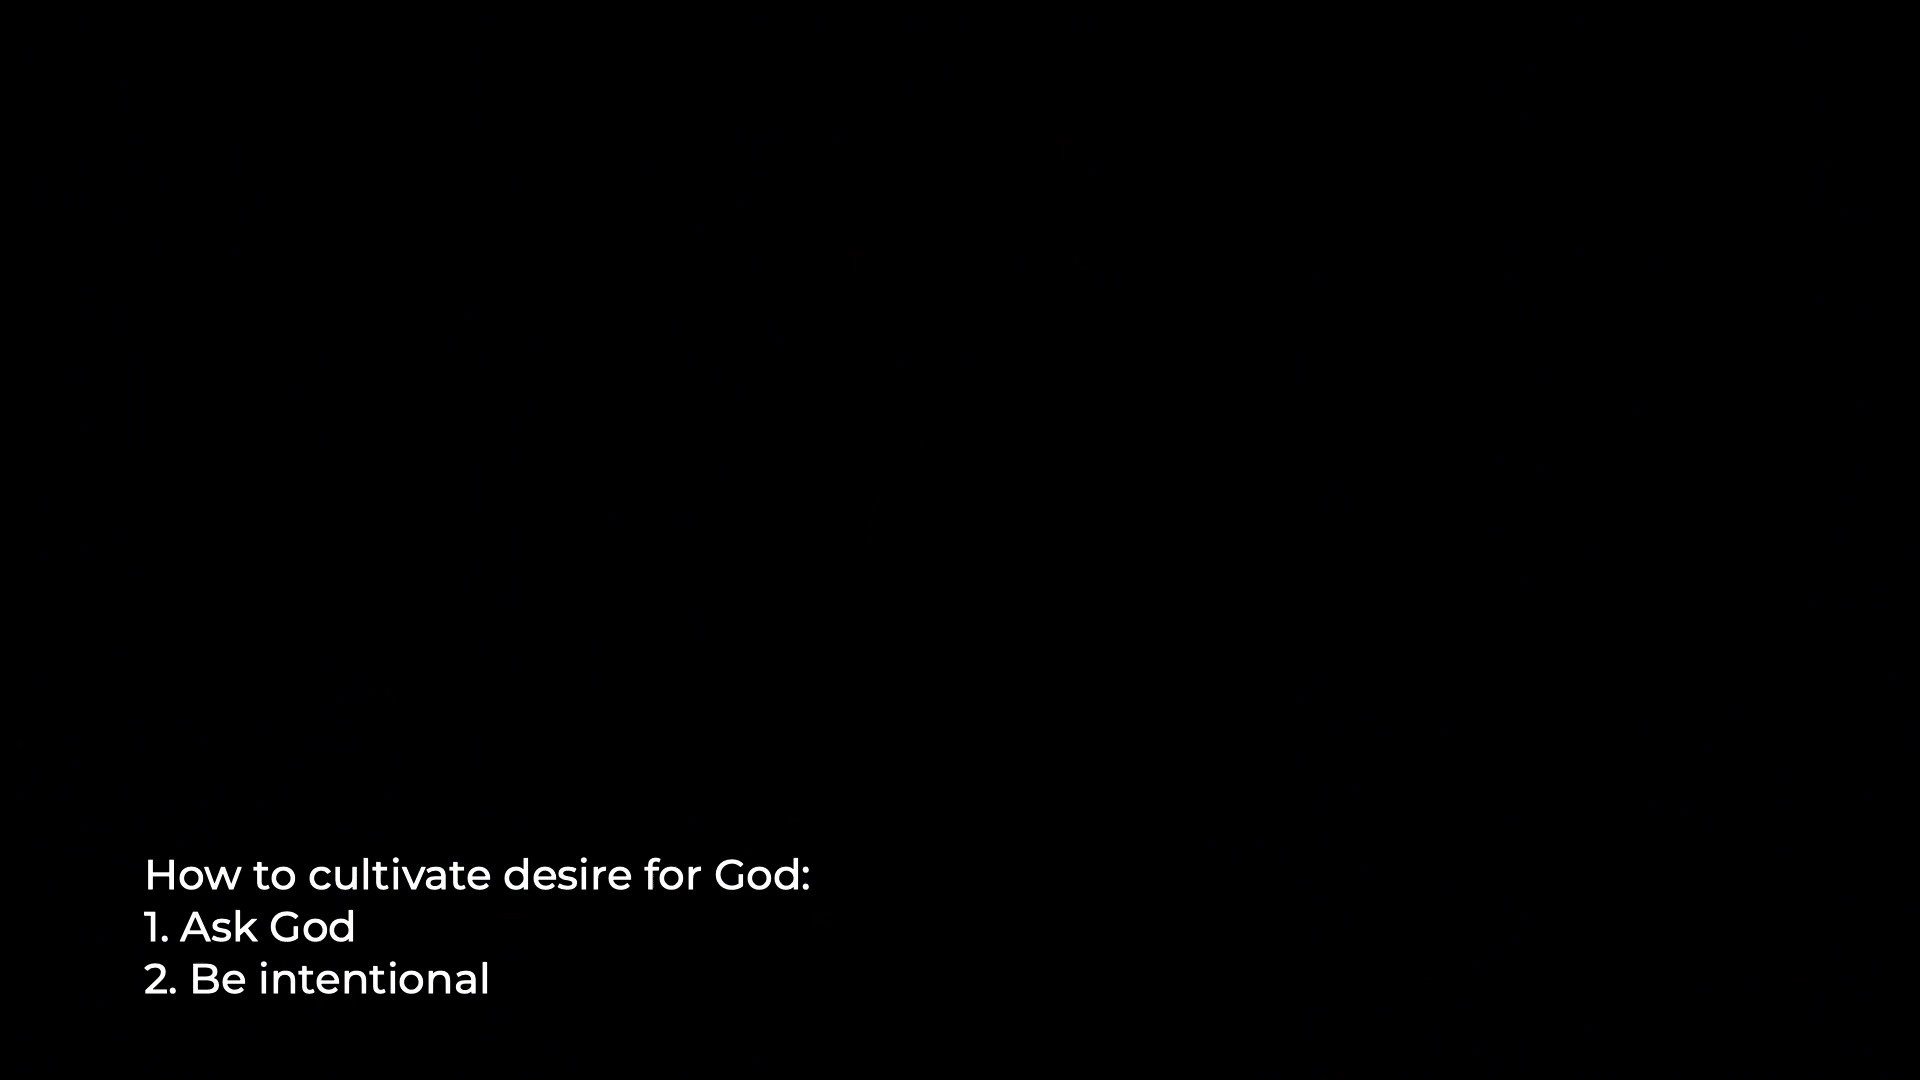 How to cultivate desire for God:
1. Ask God
2. Be intentional